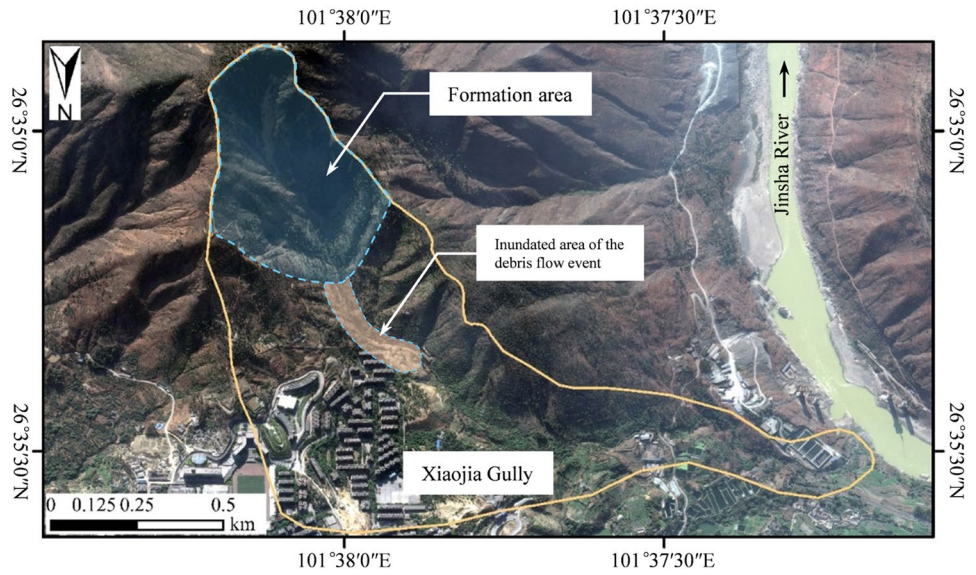 101°38′0″E 101°37′30″E
N
Formation area
26°35′0″N
26°35′0″N
Jinsha River
Inundated area of the
debris flow event
26°35′30″N
26°35′30″N
Xiaojia Gully
0 0.125 0.25 0.5
km
101°38′0″E 101°37′30″E